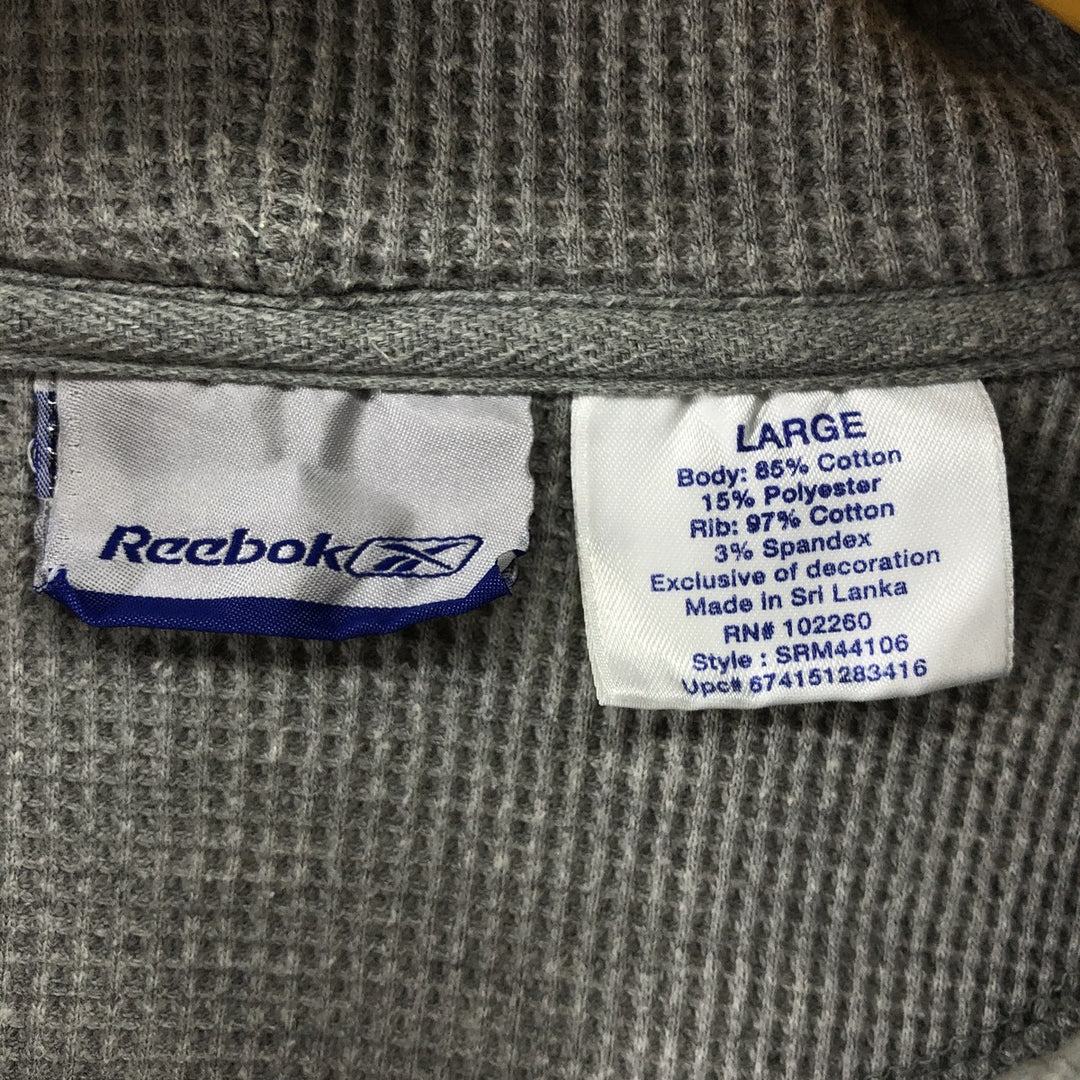 Reebok
LARGE
Body: 85% Cotton
15% Polyester
Rib: 97% Cotton
3% Spandex
Exclusive of decoration
Made in Sri Lanka
RN# 102260
Style : SRM44106
Upc# 674151283416